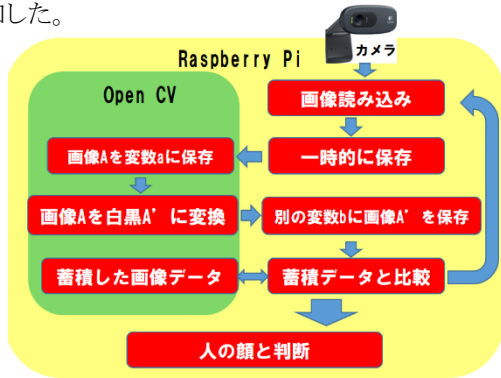 した。
カメラ
Raspberry Pi
Open CV
画像読み込み
一時的に保存
画像Aを変数aに保存
画像Aを白黒A’に変換
別の変数bに画像A’を保存
蓄積した画像データ
蓄積データと比較
人の顔と判断